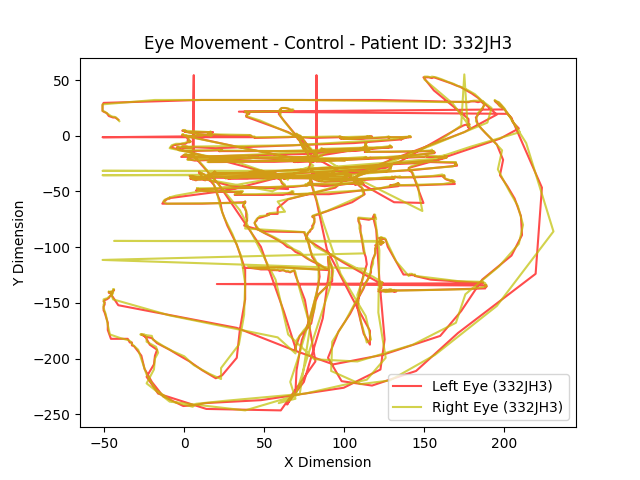 Eye Movement - Control - Patient ID: 332JH3
50
0
−50
−100
−150
−200
−250
Y Dimension
−50
0
50
100
150
200
X Dimension
Left Eye (332JH3)
Right Eye (332JH3)